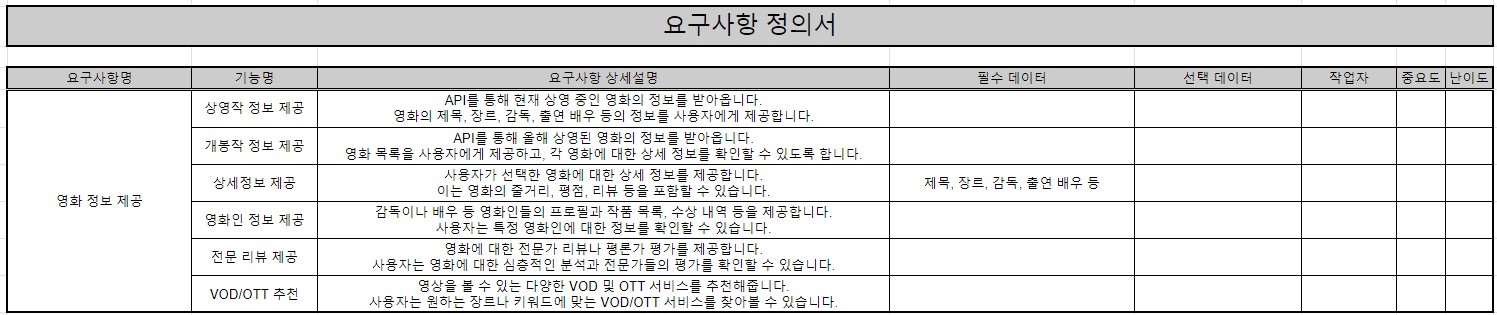 요구사항 정의서
요구사항명 기능명 요구사항 상세설명 필수 데이터 선택 데이터 작업자 중요도 난이도
영화 정보 제공
상영작 정보 제공
API를 통해 현재 상영 중인 영화의 정보를 받아옵니다.
영화의 제목, 장르, 감독, 출연 배우 등의 정보를 사용자에게 제공합니다.
개봉작 정보 제공
API를 통해 올해 상영된 영화의 정보를 받아옵니다.
영화 목록을 사용자에게 제공하고, 각 영화에 대한 상세 정보를 확인할 수 있도록 합니다.
상세정보 제공
사용자가 선택한 영화에 대한 상세 정보를 제공합니다.
이는 영화의 줄거리, 평점, 리뷰 등을 포함할 수 있습니다.
제목, 장르, 감독, 출연 배우 등
영화인 정보 제공
감독이나 배우 등 영화인들의 프로필과 작품 목록, 수상 내역 등을 제공합니다.
사용자는 특정 영화인에 대한 정보를 확인할 수 있습니다.
전문 리뷰 제공
영화에 대한 전문가 리뷰나 평론가 평가를 제공합니다.
사용자는 영화에 대한 심층적인 분석과 전문가들의 평가를 확인할 수 있습니다.
VOD/OTT 추천
영상을 볼 수 있는 다양한 VOD 및 OTT 서비스를 추천해줍니다.
사용자는 원하는 장르나 키워드에 맞는 VOD/OTT 서비스를 찾아볼 수 있습니다.